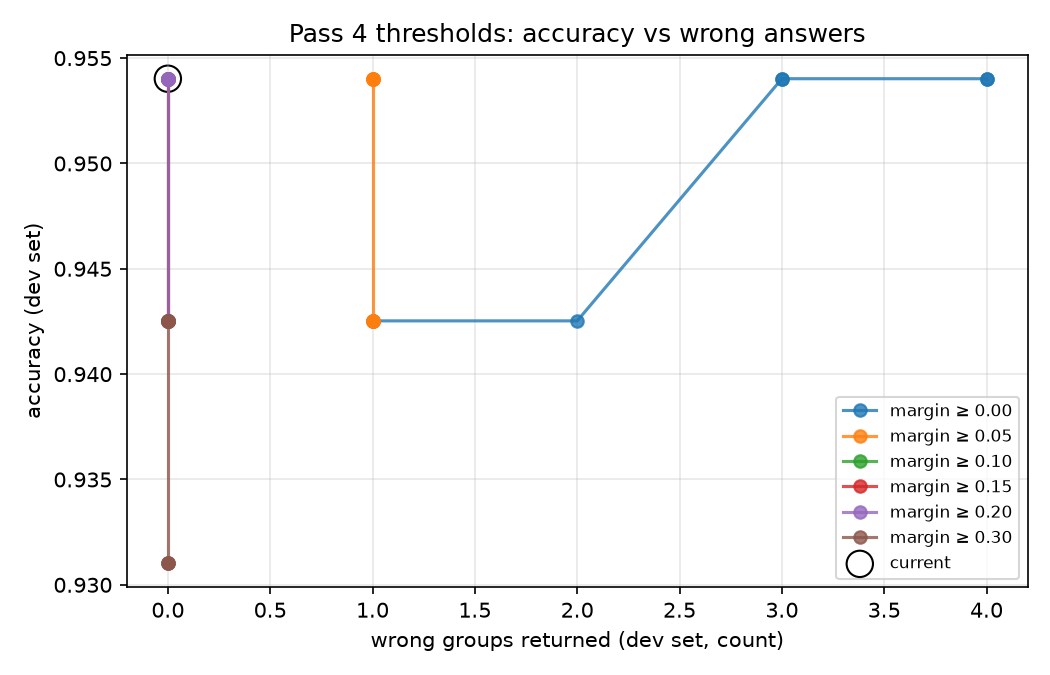 Pass 4 thresholds: accuracy vs wrong answers
accuracy (dev set)
0.955
0.950
0.945
0.940
0.935
0.930
0.0 0.5 1.0 1.5 2.0 2.5 3.0 3.5 4.0
wrong groups returned (dev set, count)
margin ≥ 0.00
margin ≥ 0.05
margin ≥ 0.10
margin ≥ 0.15
margin ≥ 0.20
margin ≥ 0.30
current